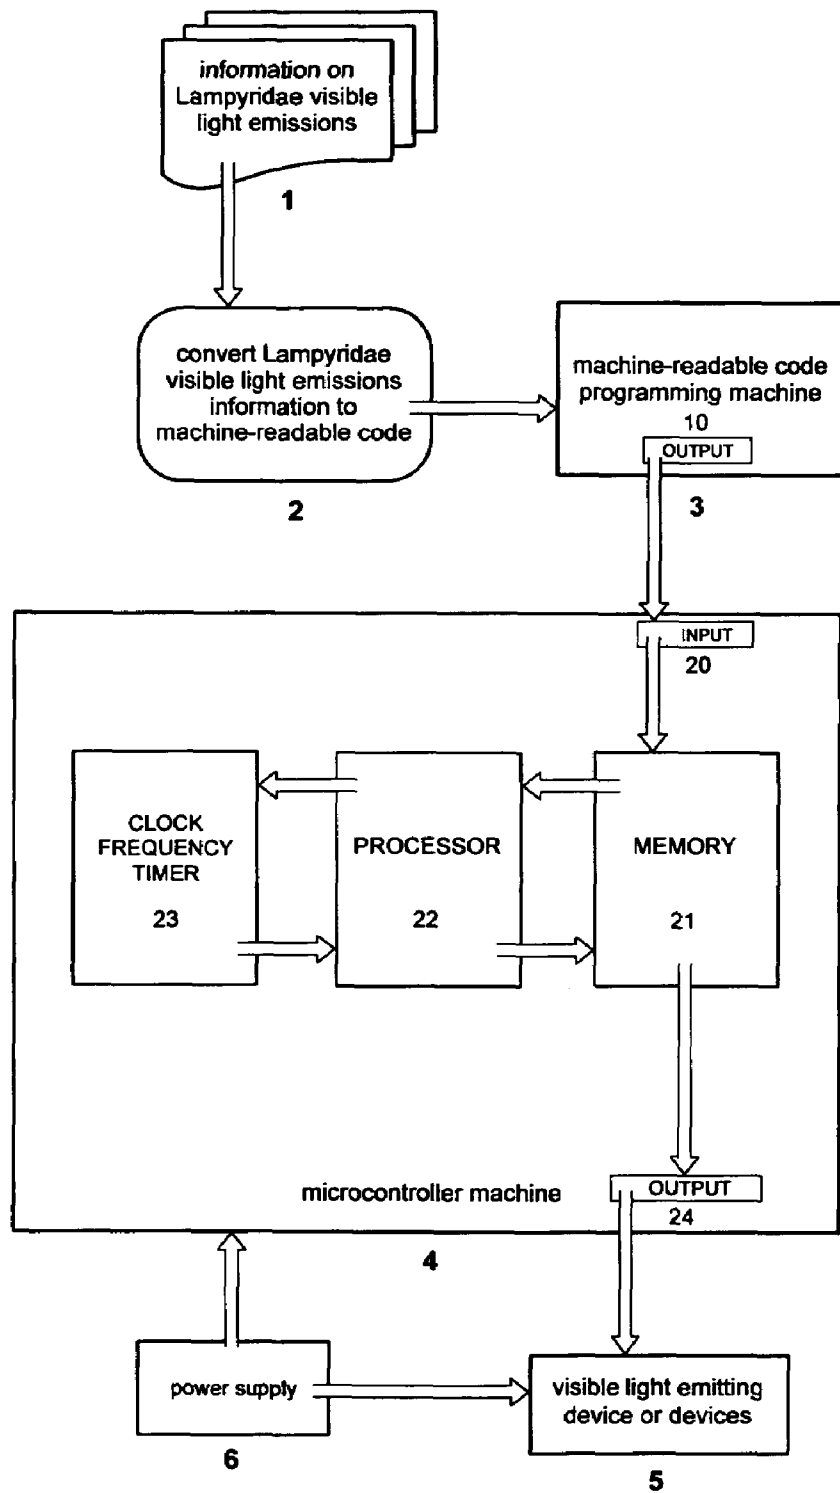 information on
Lampyridae visible
light emissions
1
convert Lampyridae
visible light emissions
information to
machine-readable code
2
machine-readable code
programming machine
10
OUTPUT
3
INPUT
20
CLOCK
FREQUENCY
TIMER
23
PROCESSOR
22
MEMORY
21
microcontroller machine
OUTPUT
24
4
power supply
6
visible light emitting
device or devices
5